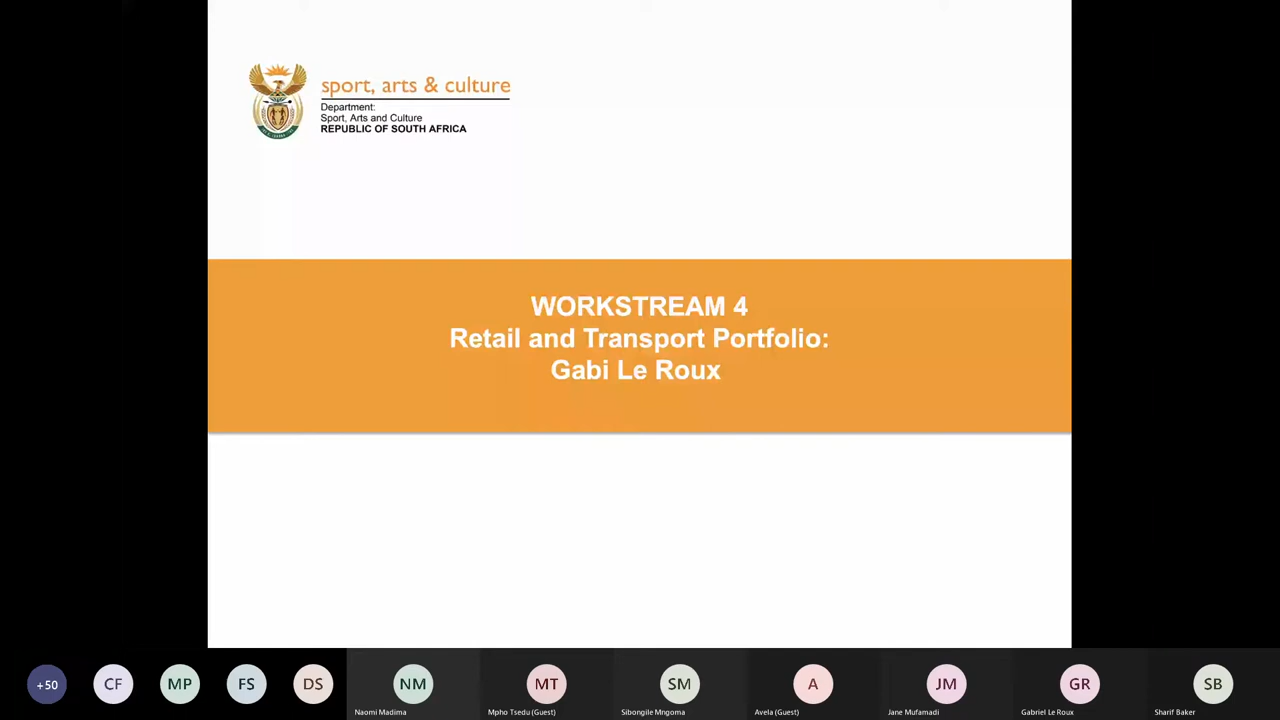 sport, arts & culture
Department:
Sport, Arts and Culture
REPUBLIC OF SOUTH AFRICA
WORKSTREAM 4
Retail and Transport Portfolio:
Gabi Le Roux
+50
CF
MP
FS
DS
NM
MT
SM
A
JM
GR
SB
Naomi Madima
Mpho Tsedu (Guest)
Sibongile Mngoma
Avela (Guest)
Jane Mufamadi
Gabriel Le Roux
Sharif Baker